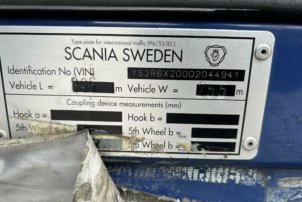 Type plate for international traffic (96/53/EC)
SCANIA SWEDEN
Identification No (VIN) YS2R6X20002044941
Vehicle L = m Vehicle W = m
Coupling device measurements (mm)
Hook a = Hook b =
5th Wheel b =
5th Wheel b =